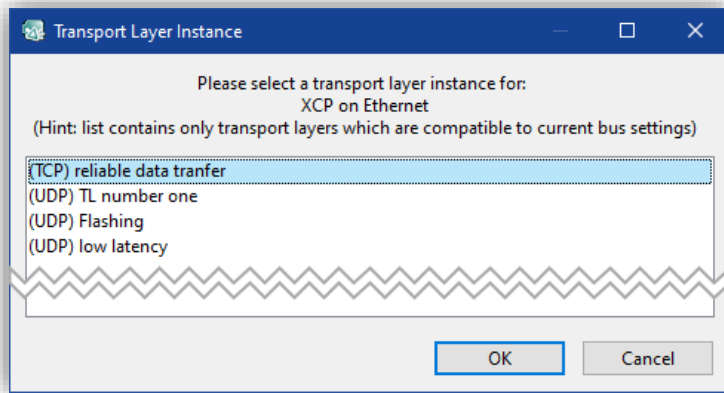 Transport Layer Instance
Please select a transport layer instance for:
XCP on Ethernet
(Hint: list contains only transport layers which are compatible to current bus settings)
(TCP) reliable data tranfer
(UDP) TL number one
(UDP) Flashing
(UDP) low latency
OK Cancel